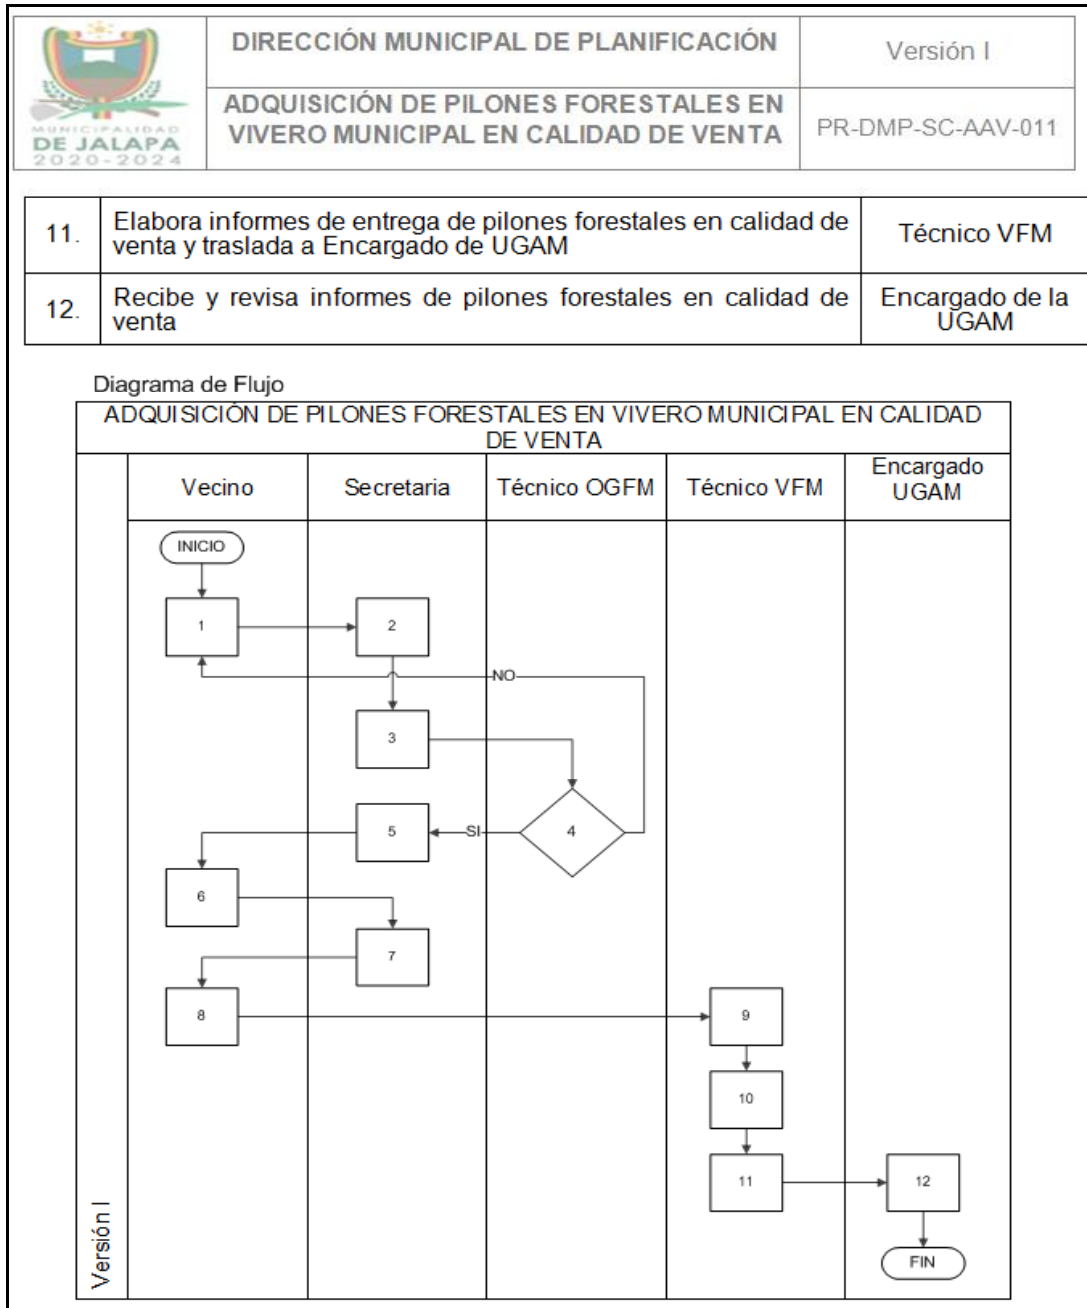 MUNICIPALIDAD
DE JALAPA
2020-2024
DIRECCIÓN MUNICIPAL DE PLANIFICACIÓN
Versión I
ADQUISICIÓN DE PILONES FORESTALES EN
VIVERO MUNICIPAL EN CALIDAD DE VENTA
PR-DMP-SC-AAV-011
11.
Elabora informes de entrega de pilones forestales en calidad de
venta y traslada a Encargado de UGAM
Técnico VFM
12.
Recibe y revisa informes de pilones forestales en calidad de
venta
Encargado de la
UGAM
Diagrama de Flujo
ADQUISICIÓN DE PILONES FORESTALES EN VIVERO MUNICIPAL EN CALIDAD
DE VENTA
Vecino
Secretaria
Técnico OGFM
Técnico VFM
Encargado
UGAM
INICIO
1
2
NO
3
4
SI
5
6
7
8
9
10
11
12
FIN
Versión I